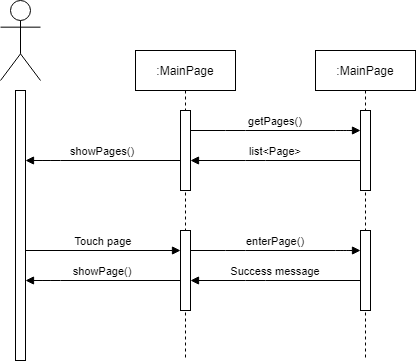 :MainPage
:MainPage
getPages()
showPages()
list<Page>
Touch page
enterPage()
showPage()
Success message